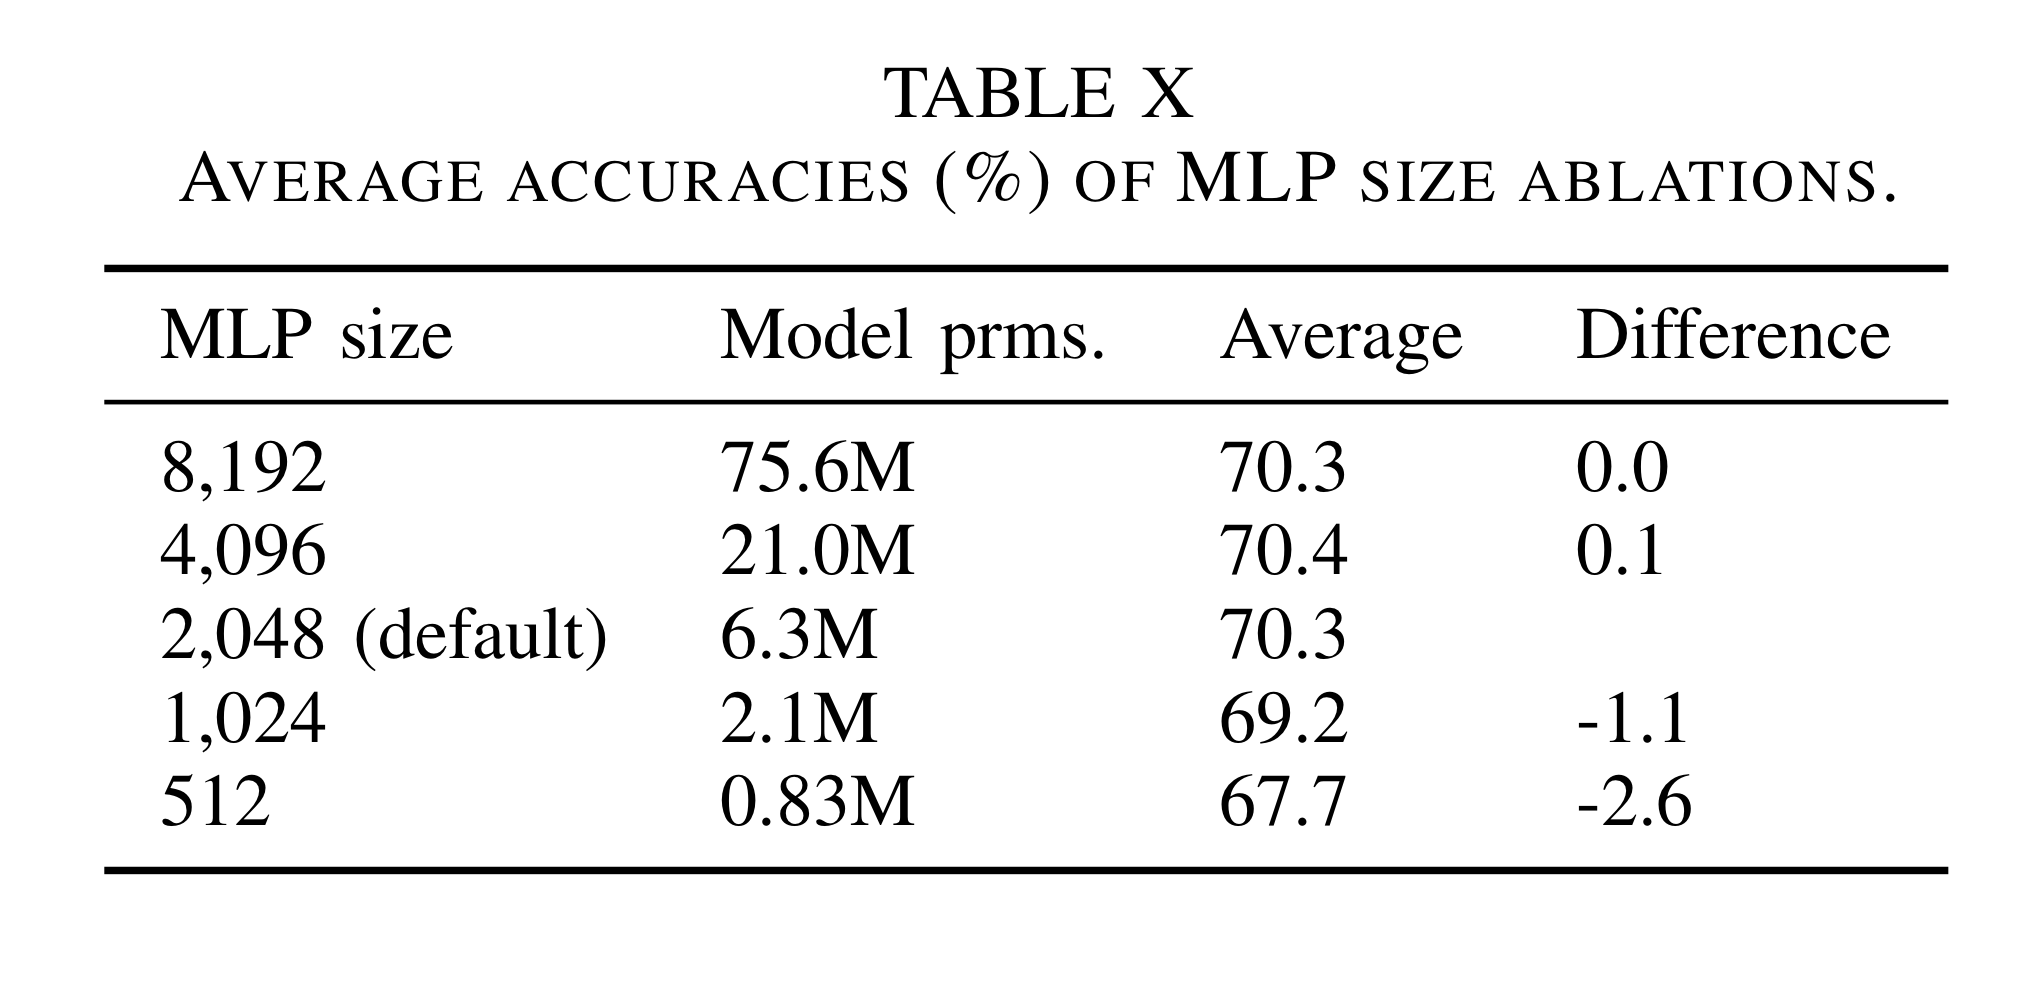 TABLE X
AVERAGE ACCURACIES (%) OF MLP SIZE ABLATIONS.
MLP size Model prms. Average Difference
8,192 75.6M 70.3 0.0
4,096 21.0M 70.4 0.1
2,048 (default) 6.3M 70.3
1,024 2.1M 69.2 -1.1
512 0.83M 67.7 -2.6